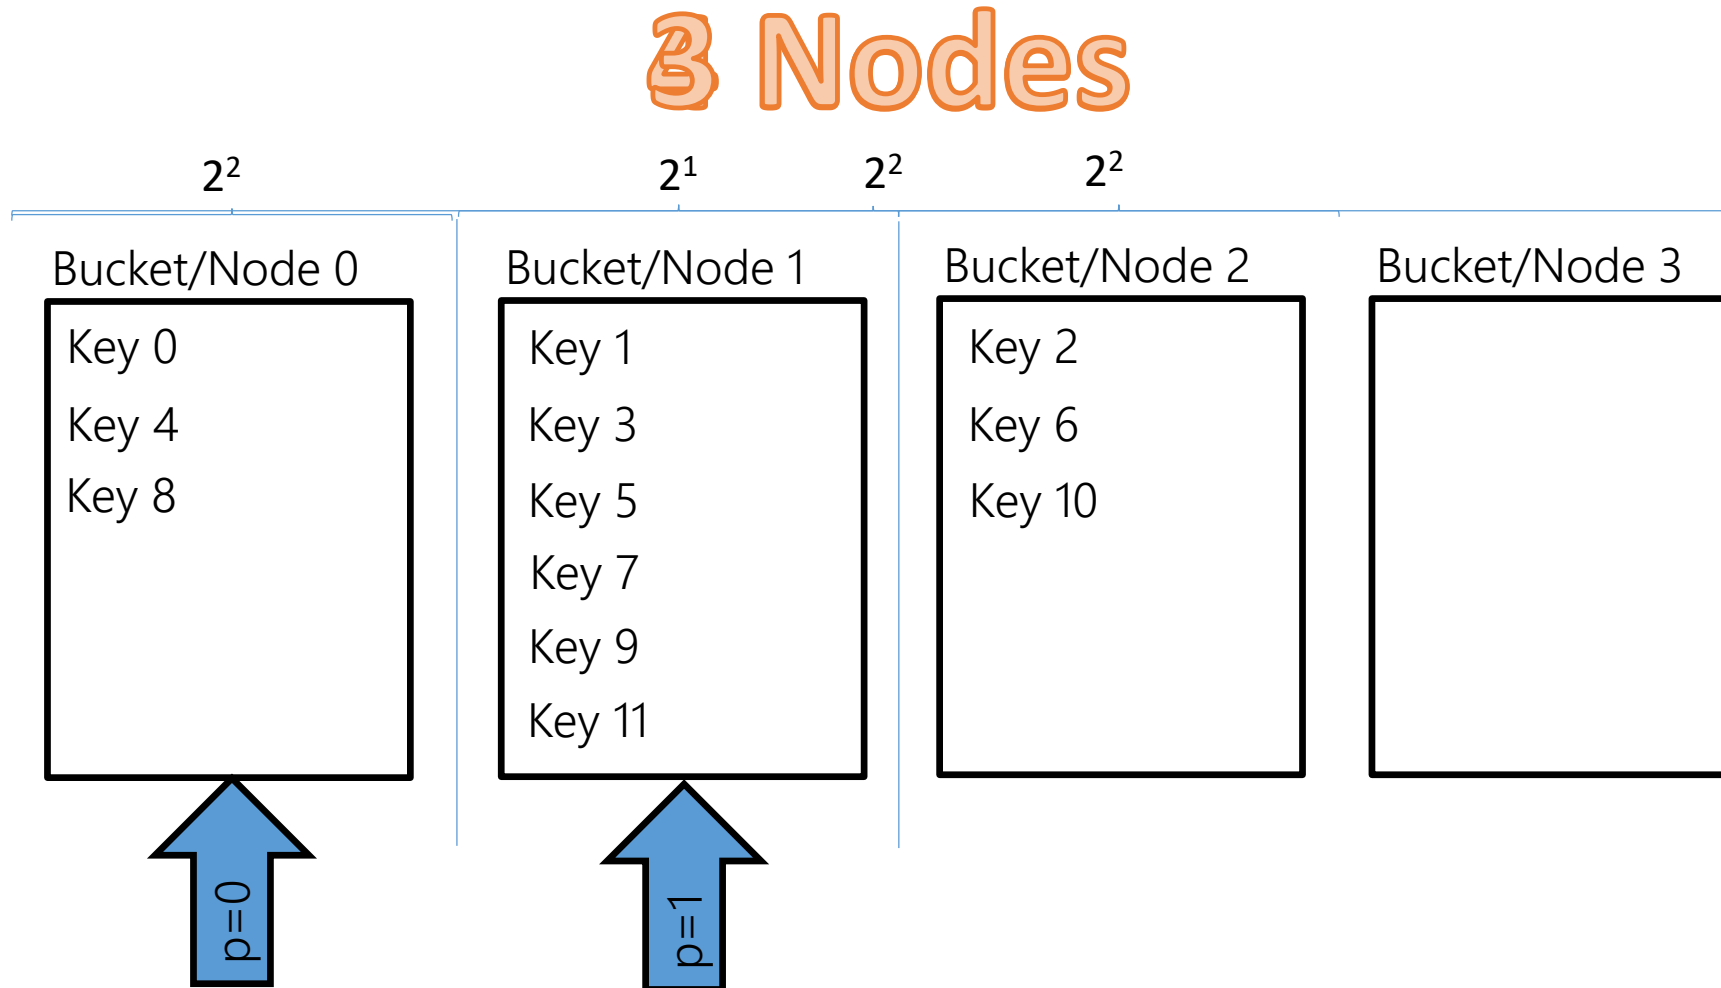 3 Nodes
2² 2¹ 2² 2²
Bucket/Node 0
Key 0
Key 4
Key 8
p=0
Bucket/Node 1
Key 1
Key 3
Key 5
Key 7
Key 9
Key 11
p=1
Bucket/Node 2
Key 2
Key 6
Key 10
Bucket/Node 3